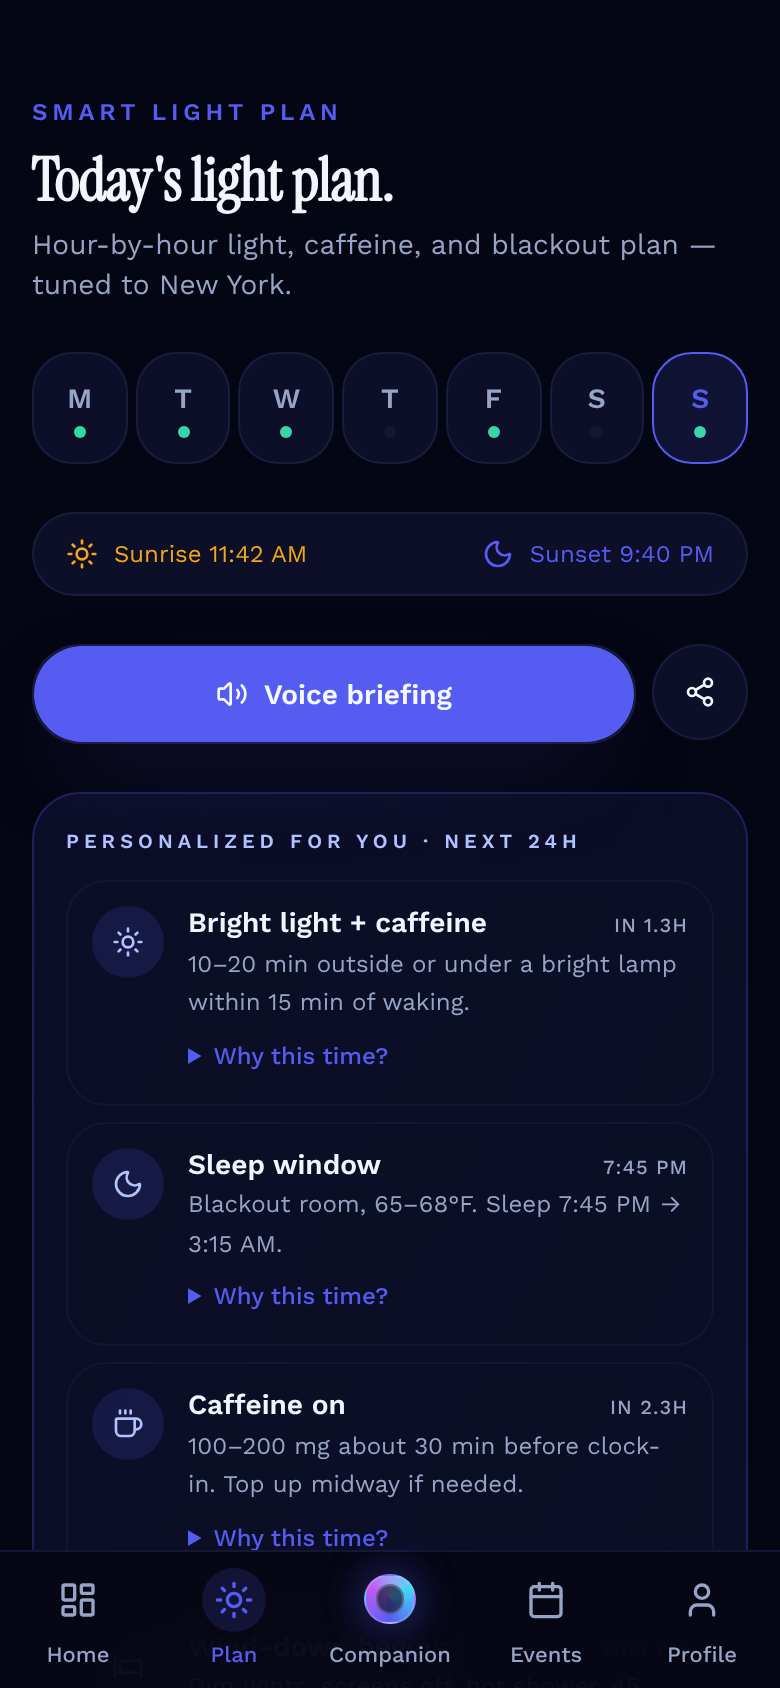 SMART LIGHT PLAN
Today's light plan.
Hour-by-hour light, caffeine, and blackout plan —
tuned to New York.
M T W T F S S
Sunrise 11:42 AM Sunset 9:40 PM
Voice briefing
PERSONALIZED FOR YOU · NEXT 24H
Bright light + caffeine IN 1.3H
10–20 min outside or under a bright lamp
within 15 min of waking.
▶ Why this time?
Sleep window 7:45 PM
Blackout room, 65–68°F. Sleep 7:45 PM →
3:15 AM.
▶ Why this time?
Caffeine on IN 2.3H
100–200 mg about 30 min before clock-
in. Top up midway if needed.
▶ Why this time?
Home Plan Companion Events Profile